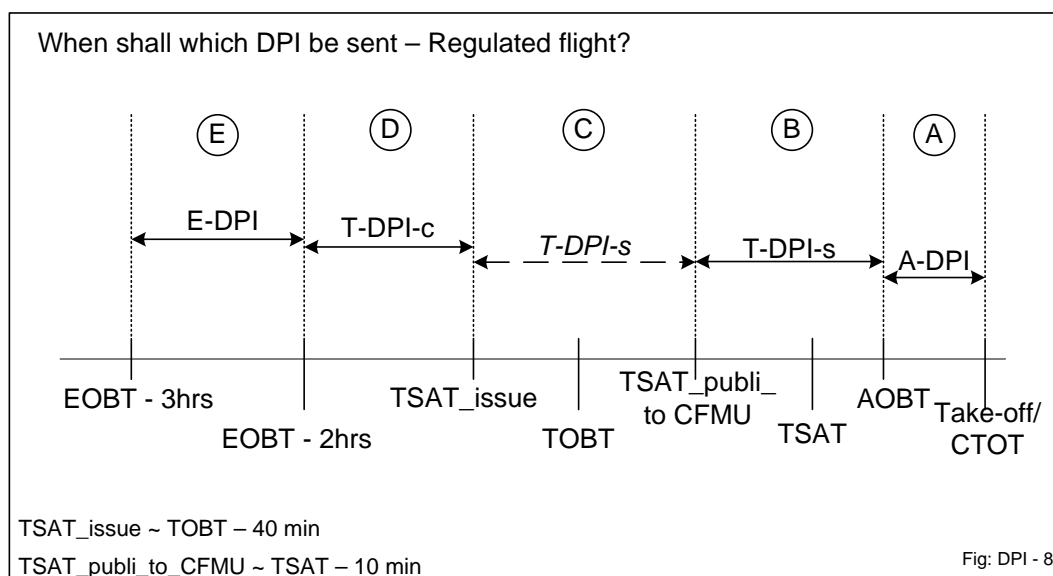 When shall which DPI be sent – Regulated flight?
E
D
C
B
A
E-DPI
T-DPI-c
T-DPI-s
T-DPI-s
A-DPI
EOBT - 3hrs
EOBT - 2hrs
TSAT_issue
TOBT
TSAT_publi_
to CFMU
TSAT
AOBT
Take-off/
CTOT
TSAT_issue ~ TOBT – 40 min
TSAT_publi_to_CFMU ~ TSAT – 10 min
Fig: DPI - 8